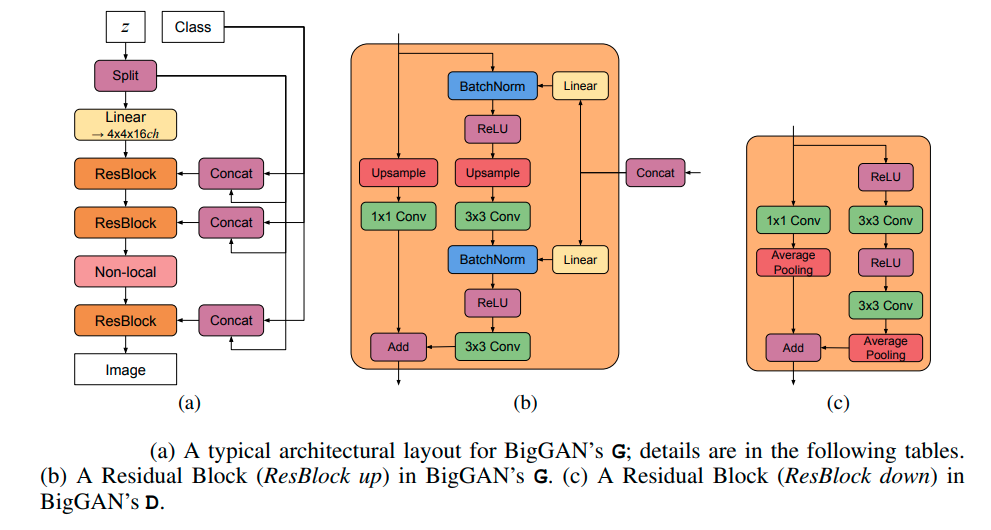 z
Class
Split
Linear
→ 4x4x16ch
ResBlock
Concat
ResBlock
Concat
Non-local
ResBlock
Concat
Image
(a)
BatchNorm
Linear
ReLU
Upsample
Upsample
Concat
1x1 Conv
3x3 Conv
BatchNorm
Linear
ReLU
Add
3x3 Conv
(b)
ReLU
1x1 Conv
3x3 Conv
Average
Pooling
ReLU
3x3 Conv
Add
Average
Pooling
(c)
(a) A typical architectural layout for BigGAN's G; details are in the following tables.
(b) A Residual Block (ResBlock up) in BigGAN's G. (c) A Residual Block (ResBlock down) in
BigGAN's D.